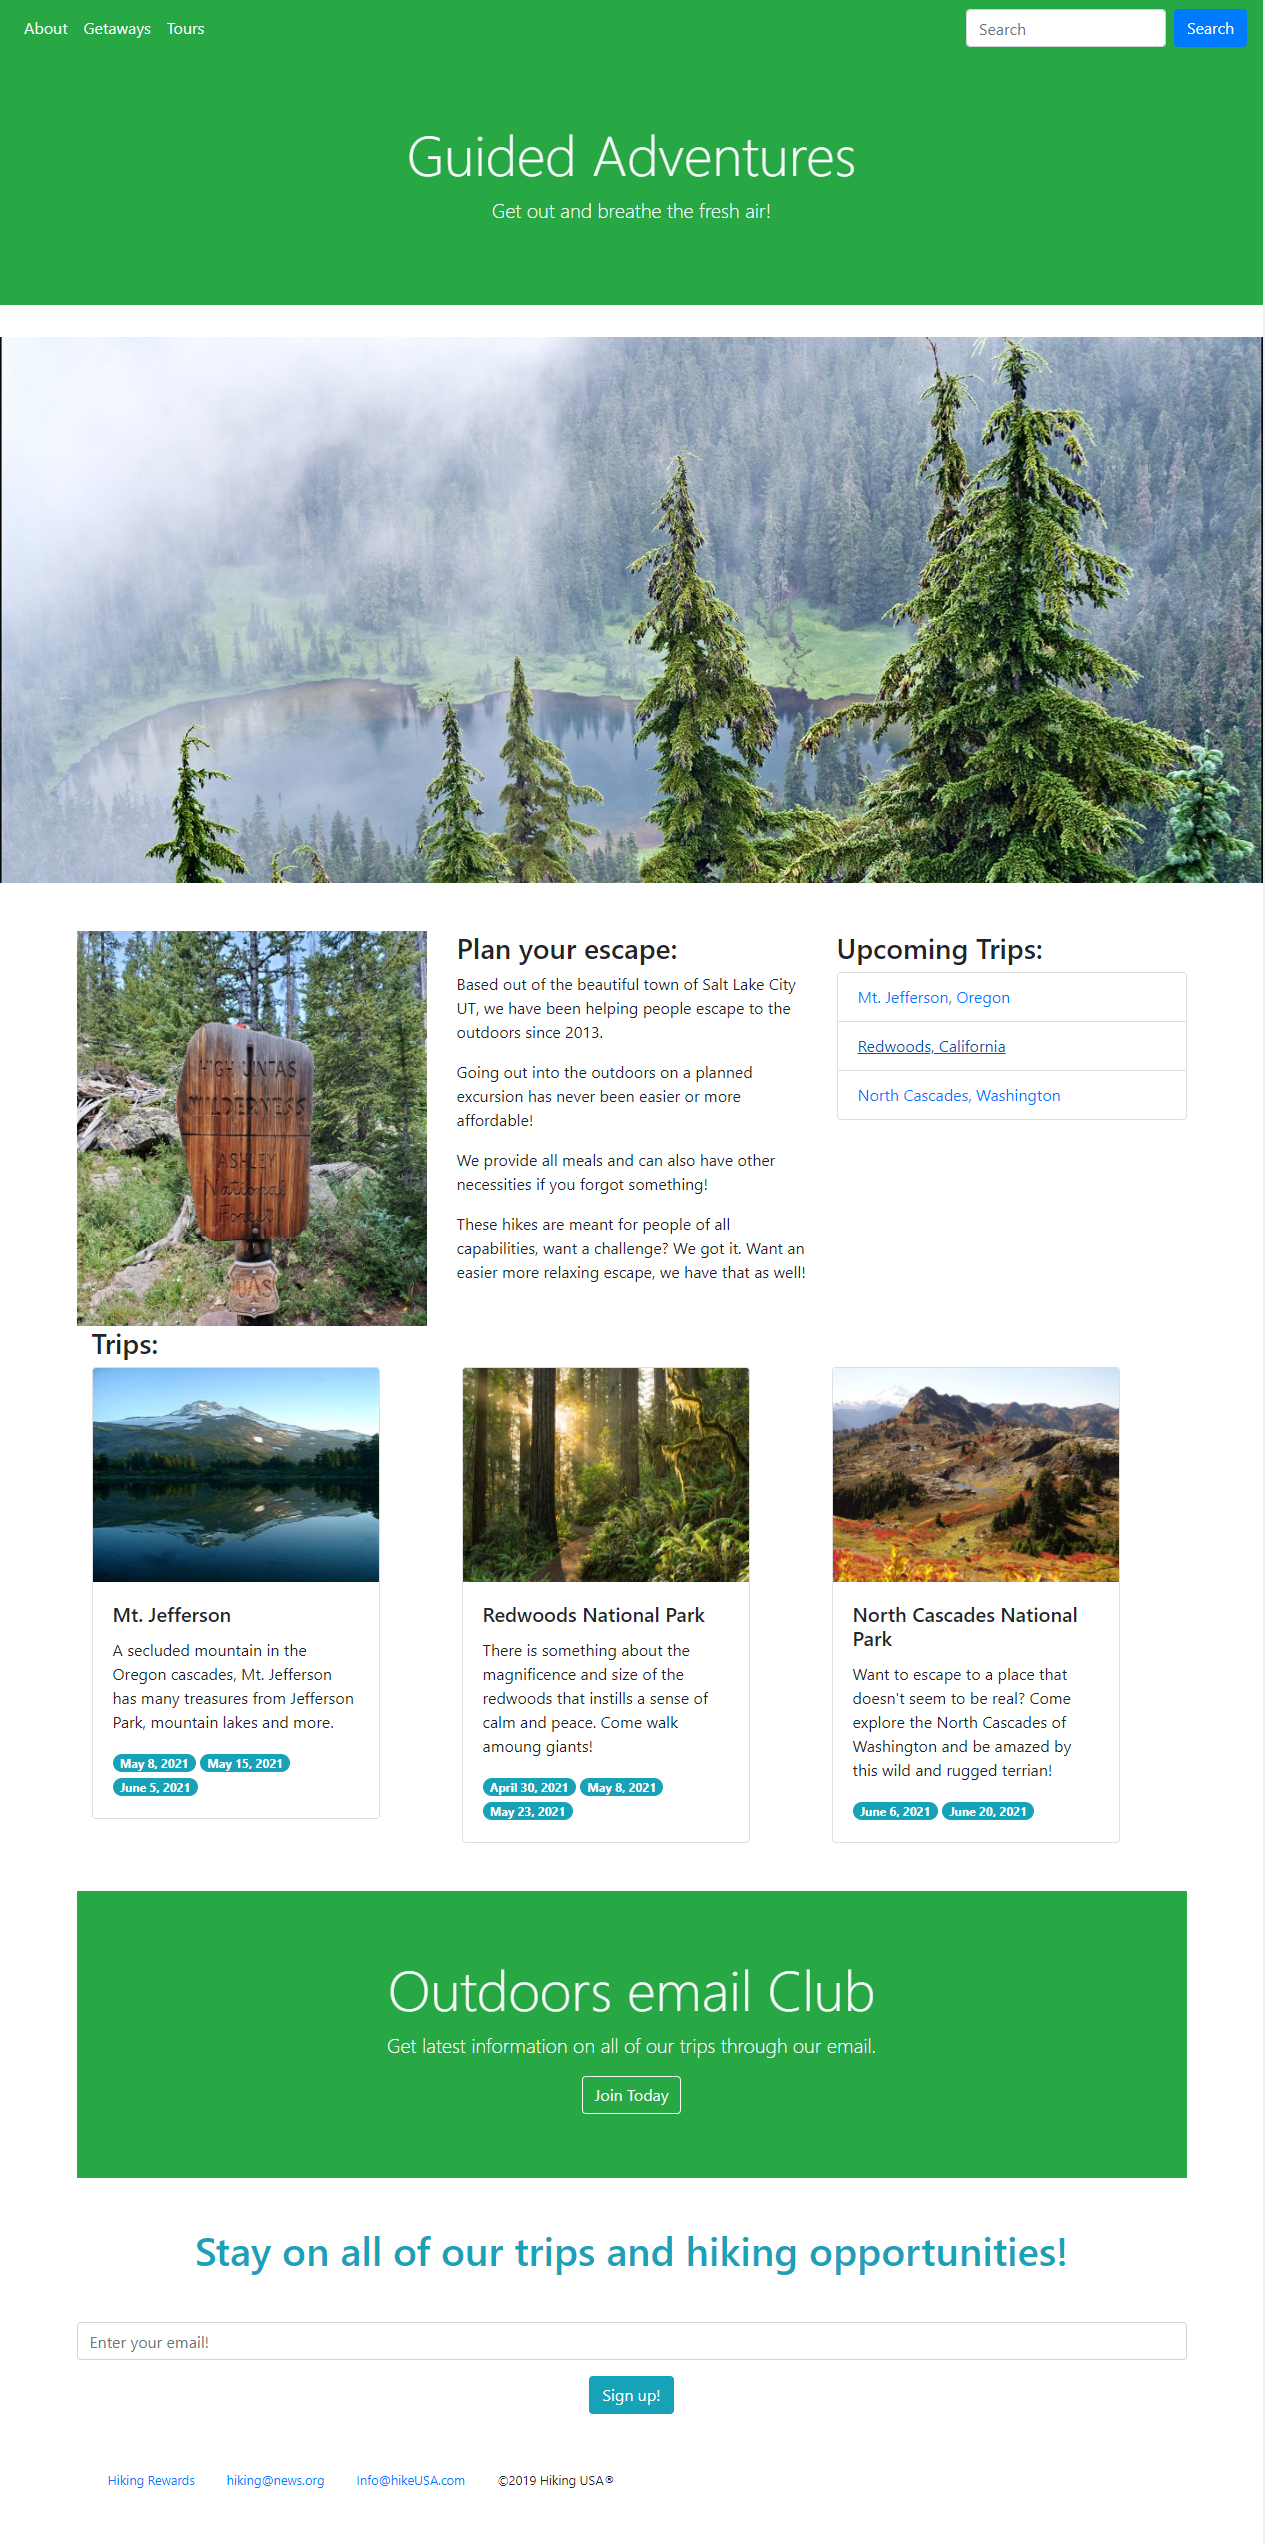 About Getaways Tours Search Search
Guided Adventures
Get out and breathe the fresh air!
HIGH UINTAS
WILDERNESS
ASHLEY
National
Forest
Plan your escape:
Based out of the beautiful town of Salt Lake City
UT, we have been helping people escape to the
outdoors since 2013.
Going out into the outdoors on a planned
excursion has never been easier or more
affordable!
We provide all meals and can also have other
necessities if you forgot something!
These hikes are meant for people of all
capabilities, want a challenge? We got it. Want an
easier more relaxing escape, we have that as well!
Upcoming Trips:
Mt. Jefferson, Oregon
Redwoods, California
North Cascades, Washington
Trips:
Mt. Jefferson
A secluded mountain in the
Oregon cascades, Mt. Jefferson
has many treasures from Jefferson
Park, mountain lakes and more.
May 8, 2021 May 15, 2021
June 5, 2021
Redwoods National Park
There is something about the
magnificence and size of the
redwoods that instills a sense of
calm and peace. Come walk
amoung giants!
April 30, 2021 May 8, 2021
May 23, 2021
North Cascades National
Park
Want to escape to a place that
doesn't seem to be real? Come
explore the North Cascades of
Washington and be amazed by
this wild and rugged terrian!
June 6, 2021 June 20, 2021
Outdoors email Club
Get latest information on all of our trips through our email.
Join Today
Stay on all of our trips and hiking opportunities!
Enter your email!
Sign up!
Hiking Rewards hiking@news.org Info@hikeUSA.com ©2019 Hiking USA®